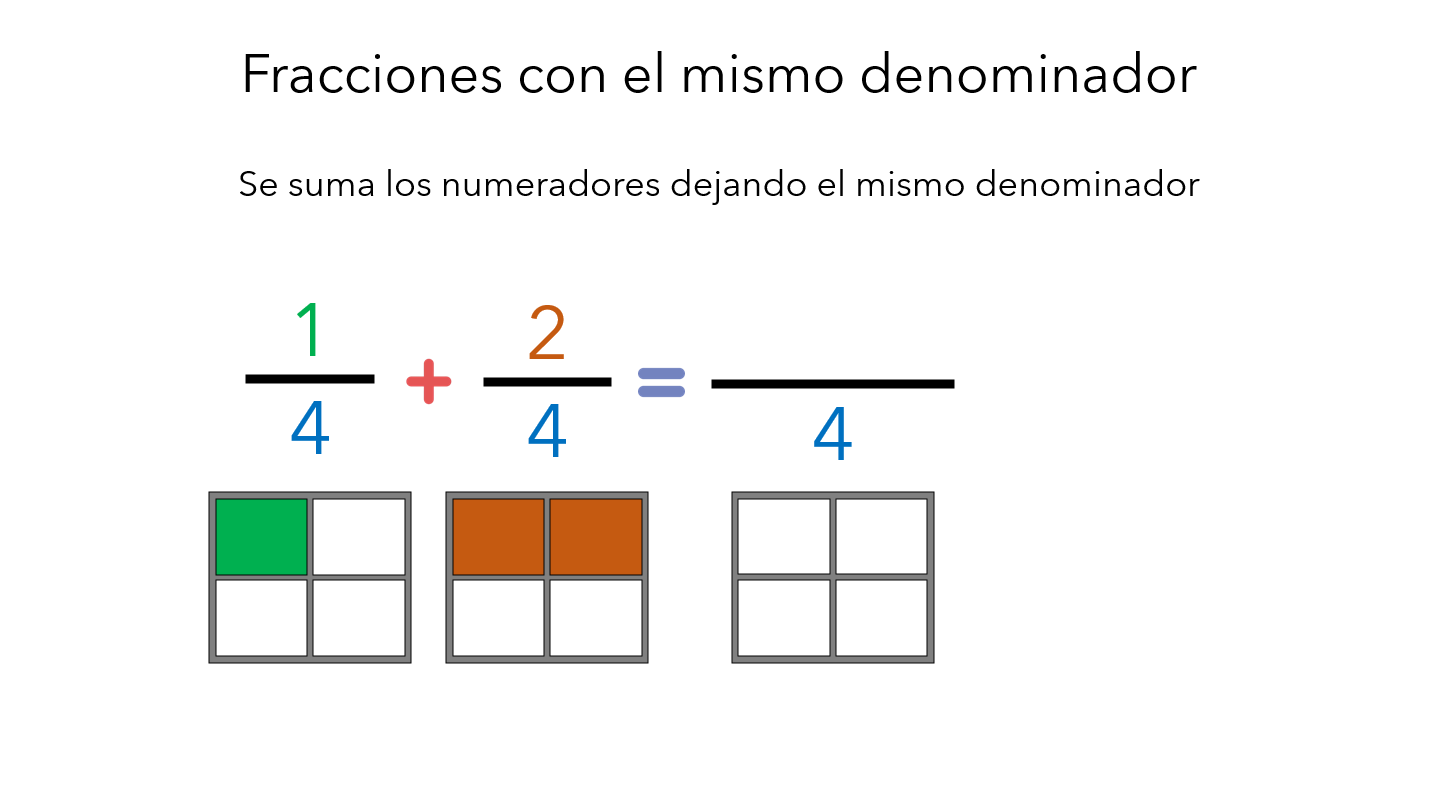 Fracciones con el mismo denominador
Se suma los numeradores dejando el mismo denominador
1 2
+ =
4 4 4